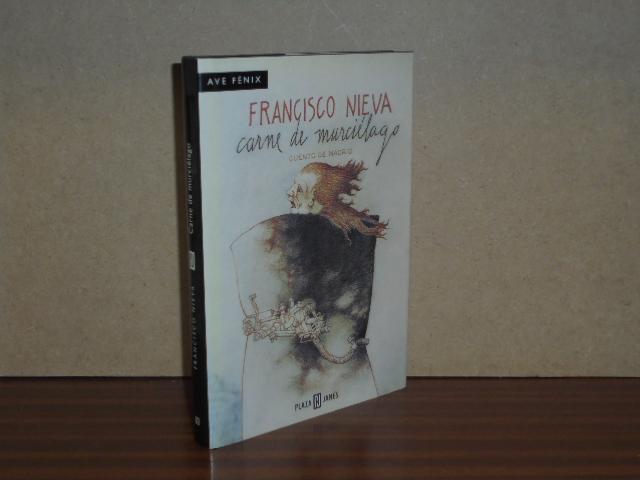 AVE FÉNIX
FRANCISCO NIEVA
carne de murciélago
CUENTO DE MADRID
PLAZA JANES
FRANCISCO NIEVA
Carne de murciélago